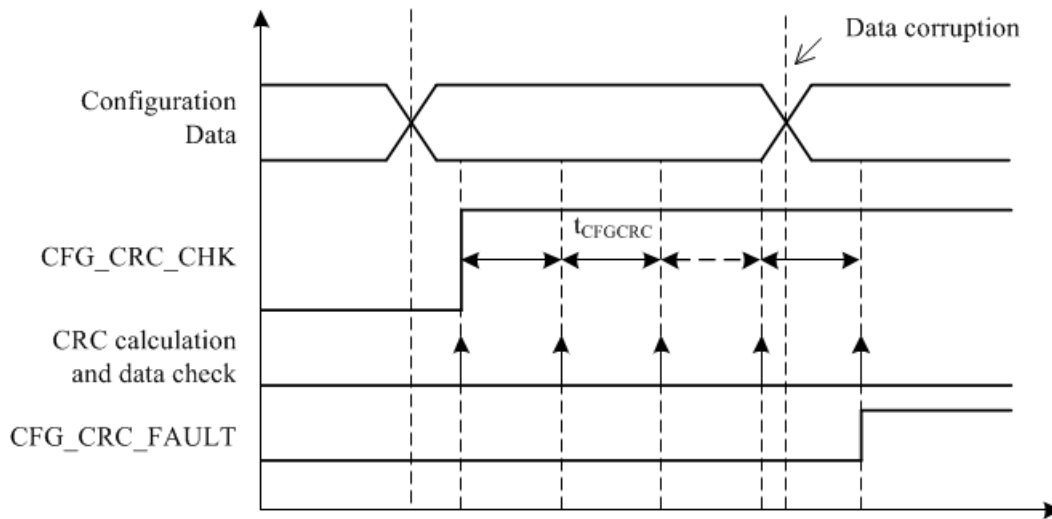 Data corruption
Configuration
Data
t_CFGCRC
CFG_CRC_CHK
CRC calculation
and data check
CFG_CRC_FAULT